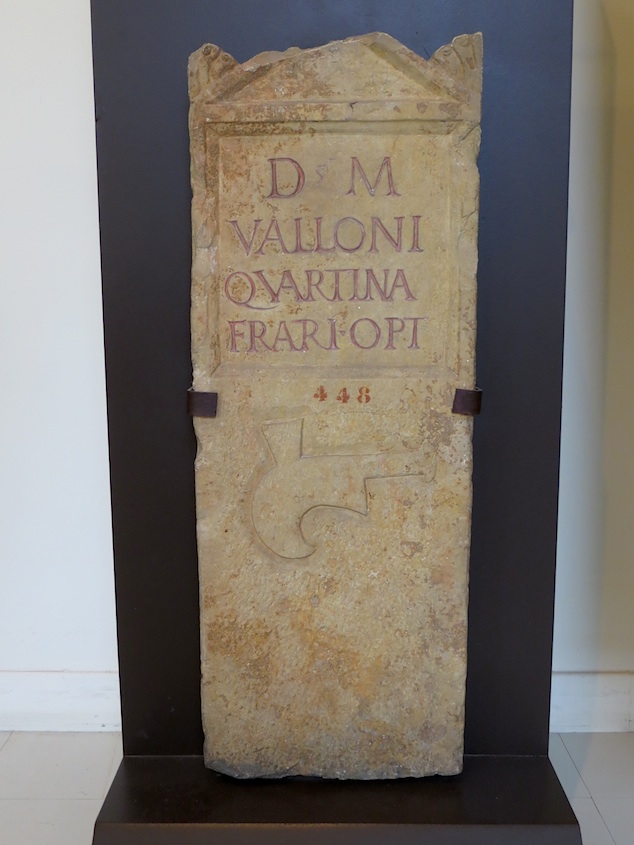 D M
VALLONI
QVARTINA
FRARI·OPT
448